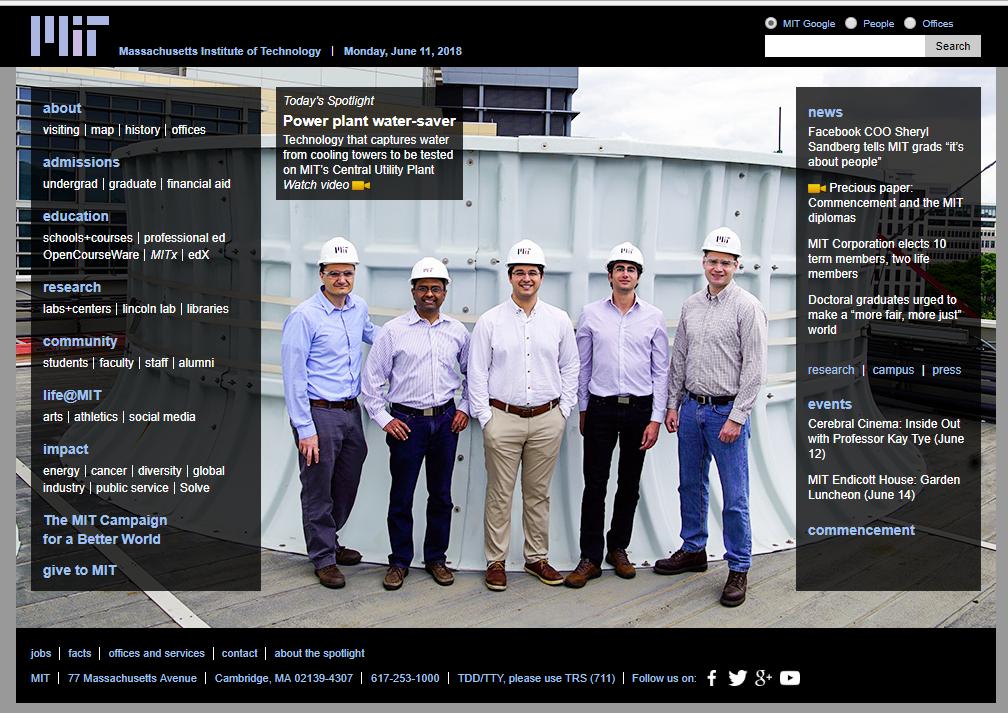 MIT
Massachusetts Institute of Technology | Monday, June 11, 2018
MIT Google People Offices
Search
about
visiting | map | history | offices
admissions
undergrad | graduate | financial aid
education
schools+courses | professional ed
OpenCourseWare | MITx | edX
research
labs+centers | lincoln lab | libraries
community
students | faculty | staff | alumni
life@MIT
arts | athletics | social media
impact
energy | cancer | diversity | global
industry | public service | Solve
The MIT Campaign
for a Better World
give to MIT
Today's Spotlight
Power plant water-saver
Technology that captures water
from cooling towers to be tested
on MIT's Central Utility Plant
Watch video
MIT
MIT
MIT
MIT
MIT
news
Facebook COO Sheryl
Sandberg tells MIT grads “it's
about people”
Precious paper:
Commencement and the MIT
diplomas
MIT Corporation elects 10
term members, two life
members
Doctoral graduates urged to
make a “more fair, more just”
world
research | campus | press
events
Cerebral Cinema: Inside Out
with Professor Kay Tye (June
12)
MIT Endicott House: Garden
Luncheon (June 14)
commencement
jobs | facts | offices and services | contact | about the spotlight
MIT | 77 Massachusetts Avenue | Cambridge, MA 02139-4307 | 617-253-1000 | TDD/TTY, please use TRS (711) | Follow us on: